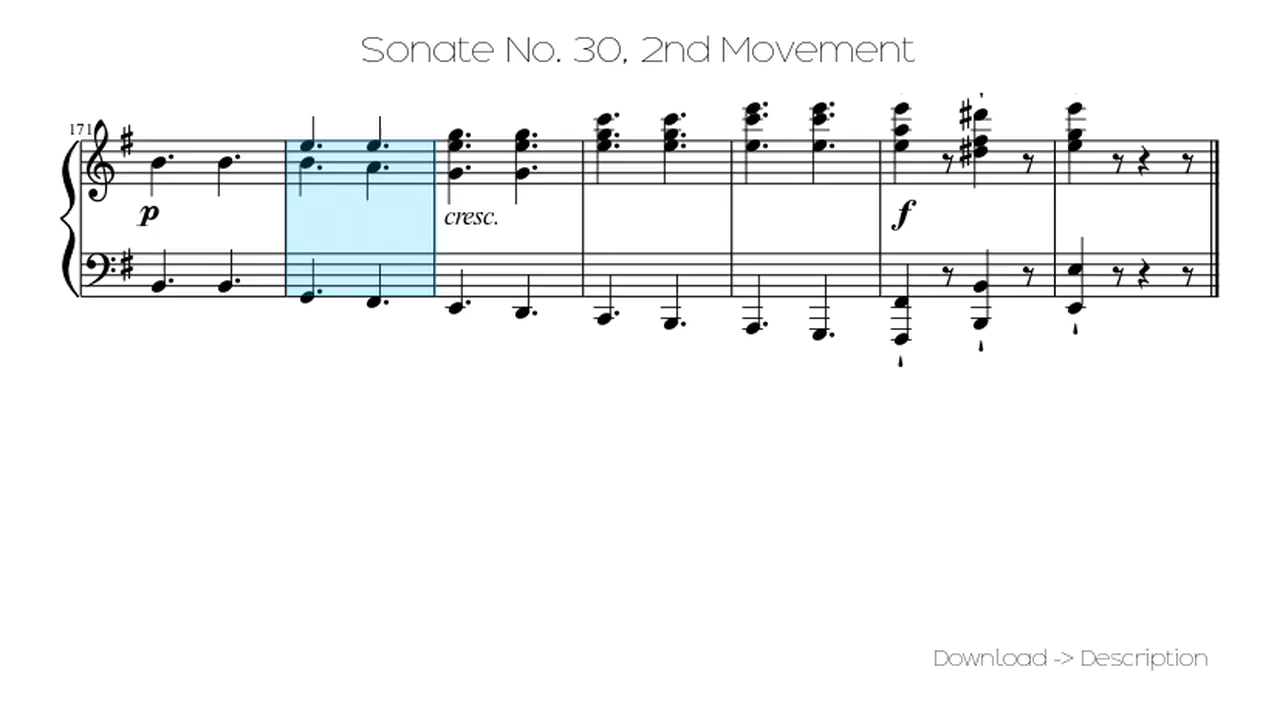 Sonate No. 30, 2nd Movement
171
p
cresc.
f
Download -> Description